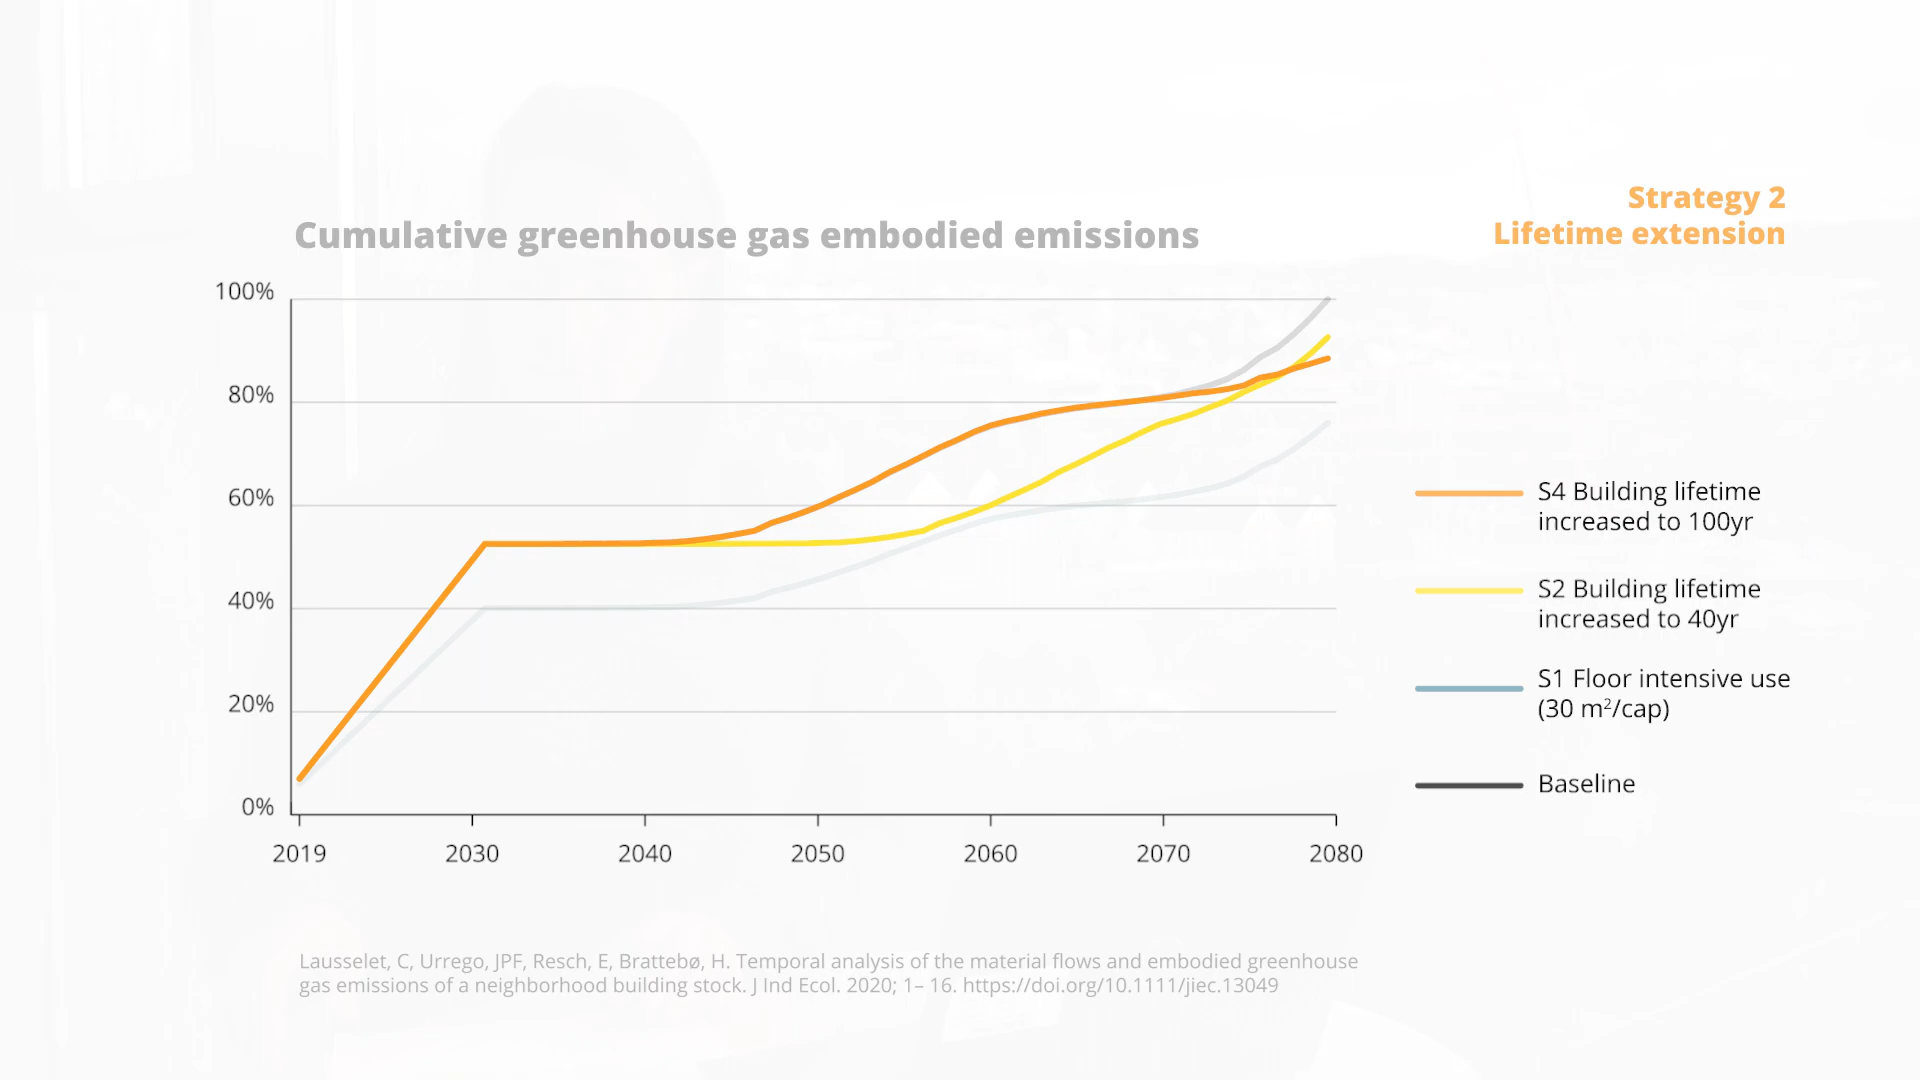 Strategy 2
Lifetime extension
Cumulative greenhouse gas embodied emissions
100%
80%
60%
40%
20%
0%
2019
2030
2040
2050
2060
2070
2080
S4 Building lifetime
increased to 100yr
S2 Building lifetime
increased to 40yr
S1 Floor intensive use
(30 m²/cap)
Baseline
Lausselet, C, Urrego, JPF, Resch, E, Brattebø, H. Temporal analysis of the material flows and embodied greenhouse
gas emissions of a neighborhood building stock. J Ind Ecol. 2020; 1– 16. https://doi.org/10.1111/jiec.13049